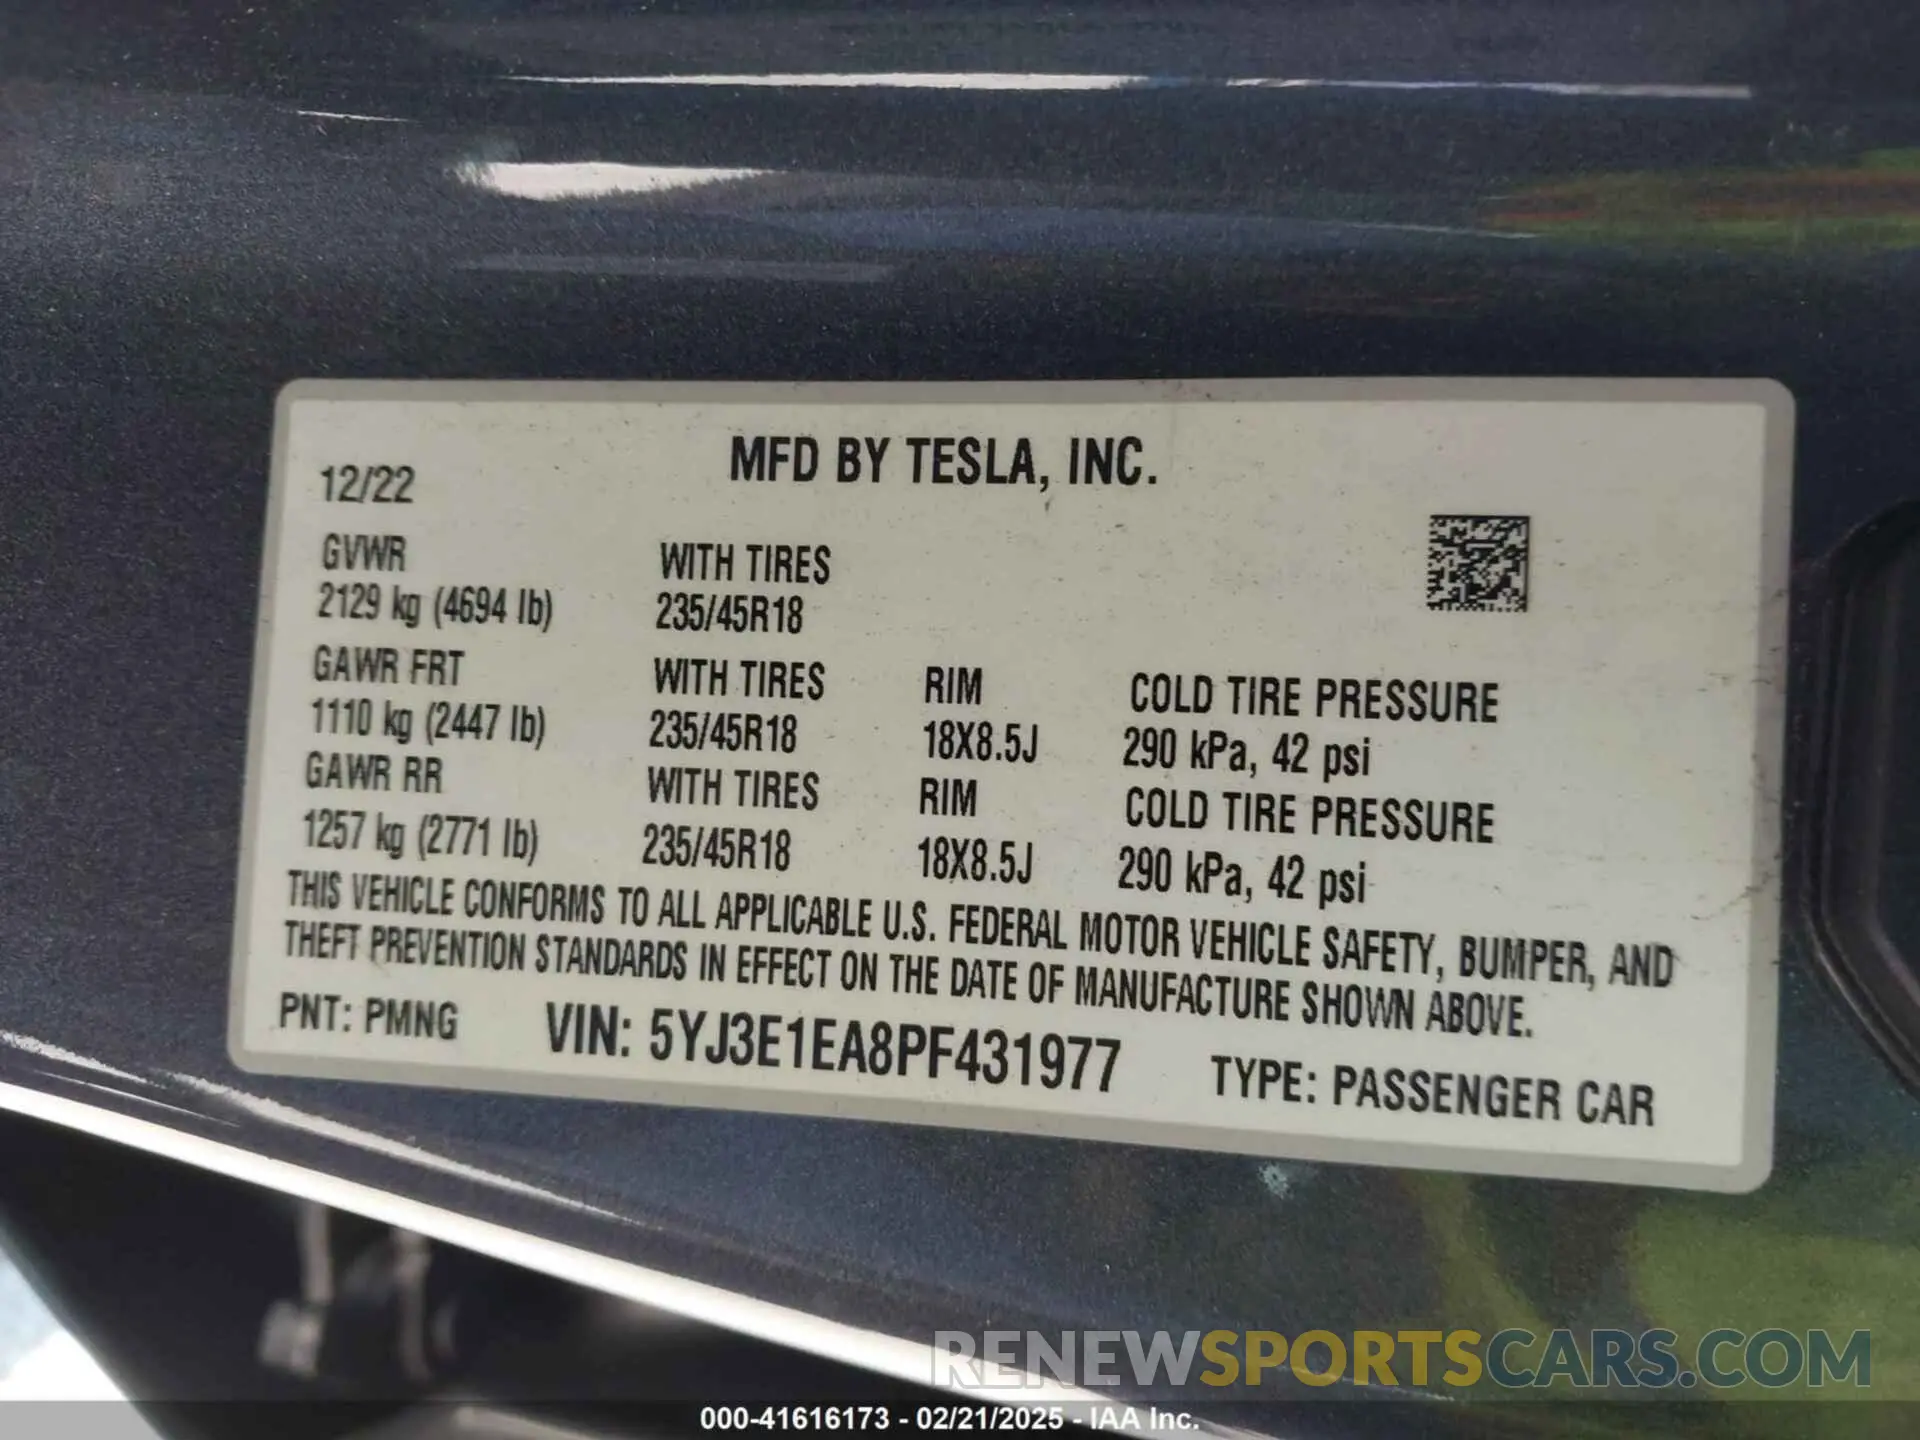 MFD BY TESLA, INC.
12/22
GVWR WITH TIRES
2129 kg (4694 lb) 235/45R18
GAWR FRT WITH TIRES RIM COLD TIRE PRESSURE
1110 kg (2447 lb) 235/45R18 18X8.5J 290 kPa, 42 psi
GAWR RR WITH TIRES RIM COLD TIRE PRESSURE
1257 kg (2771 lb) 235/45R18 18X8.5J 290 kPa, 42 psi
THIS VEHICLE CONFORMS TO ALL APPLICABLE U.S. FEDERAL MOTOR VEHICLE SAFETY, BUMPER, AND
THEFT PREVENTION STANDARDS IN EFFECT ON THE DATE OF MANUFACTURE SHOWN ABOVE.
PNT: PMNG VIN: 5YJ3E1EA8PF431977 TYPE: PASSENGER CAR
RENEWSPORTSCARS.COM
000-41616173 - 02/21/2025 - IAA Inc.